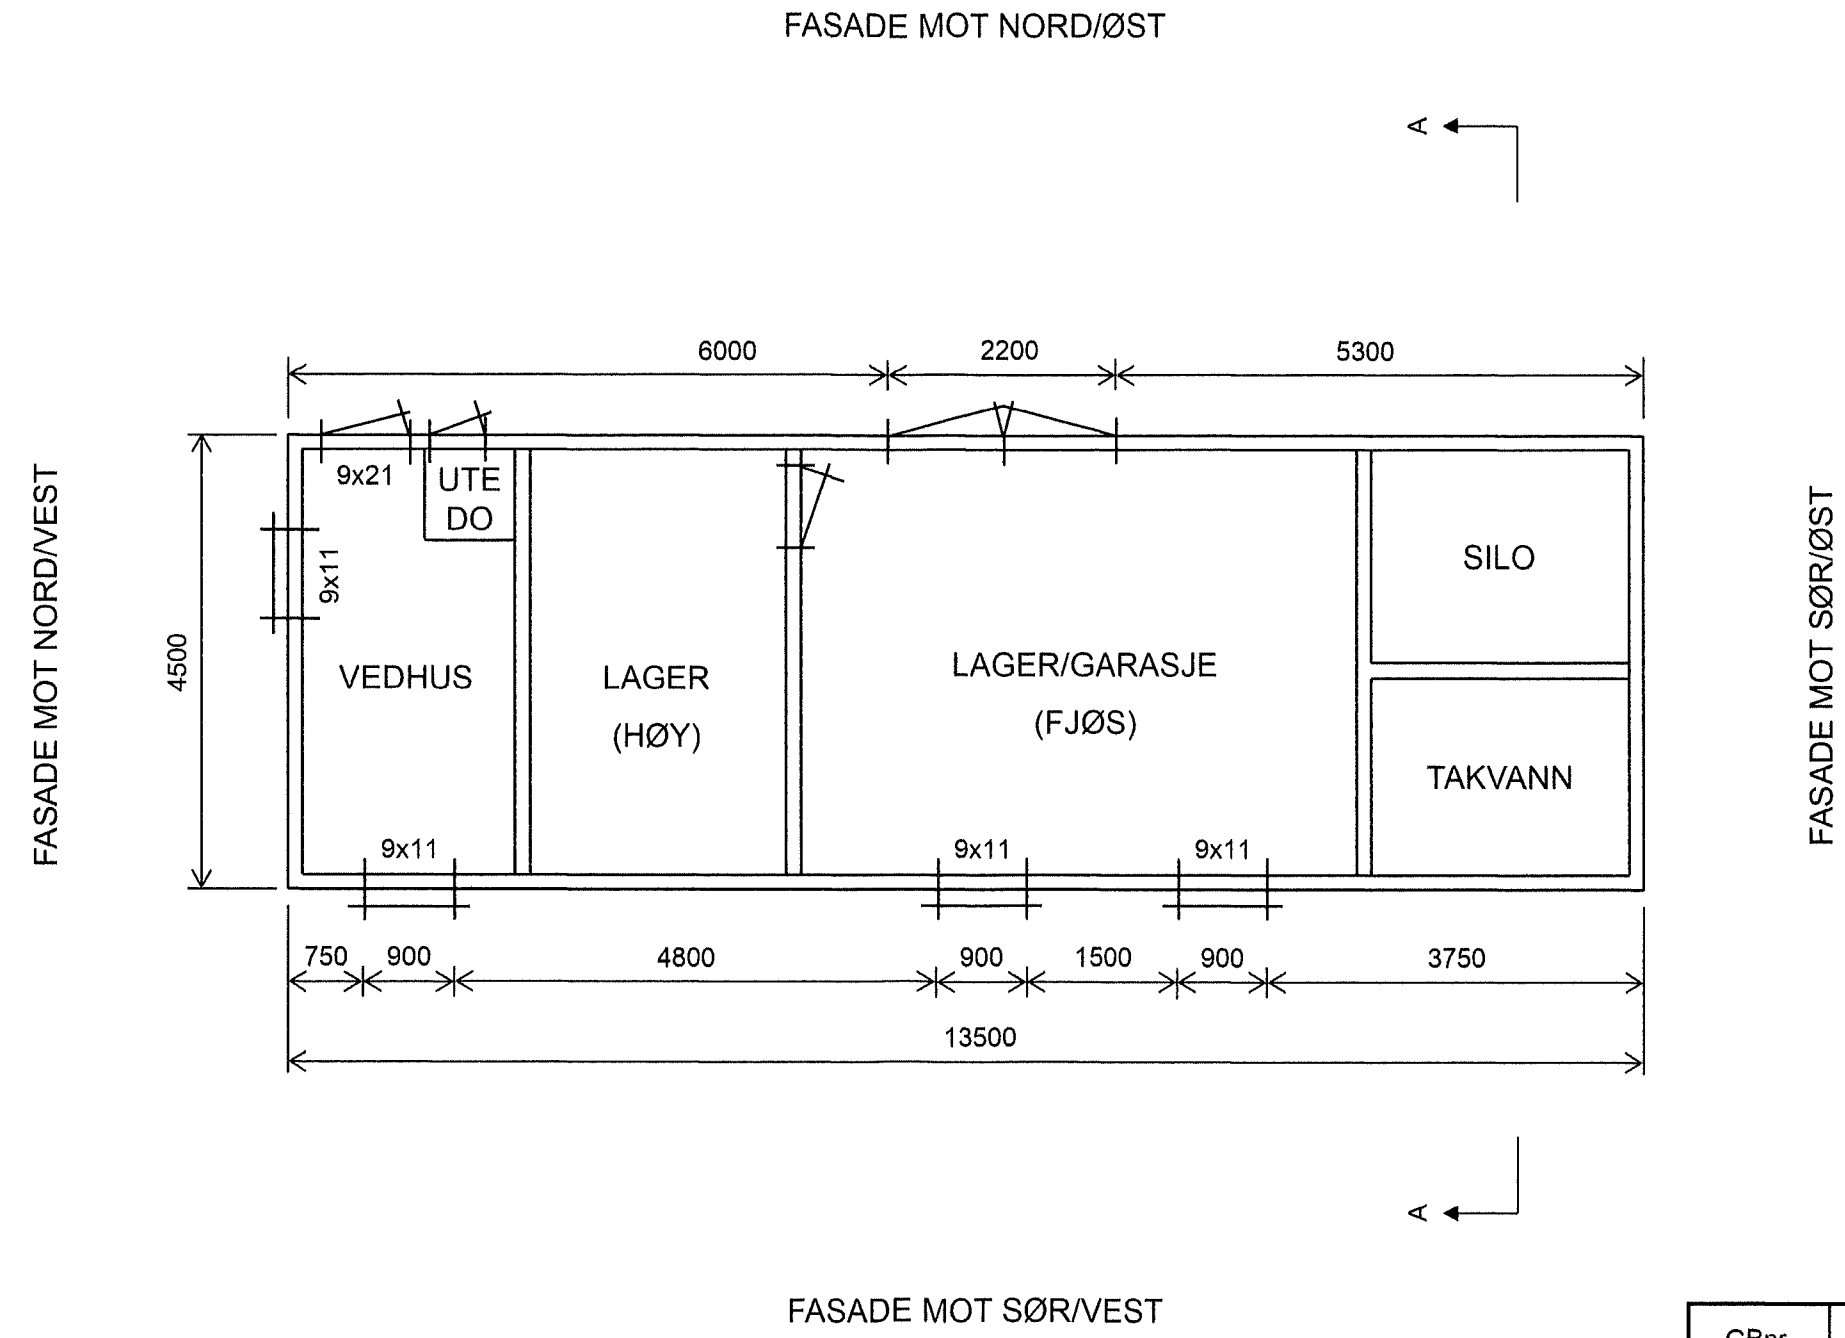 FASADE MOT NORD/ØST
A
6000 2200 5300
9x21
UTE
DO
9x11
4500
FASADE MOT NORD/VEST
FASADE MOT SØR/ØST
SILO
VEDHUS
LAGER
(HØY)
LAGER/GARASJE
(FJØS)
TAKVANN
9x11 9x11 9x11
750 900 4800 900 1500 900 3750
13500
A
FASADE MOT SØR/VEST